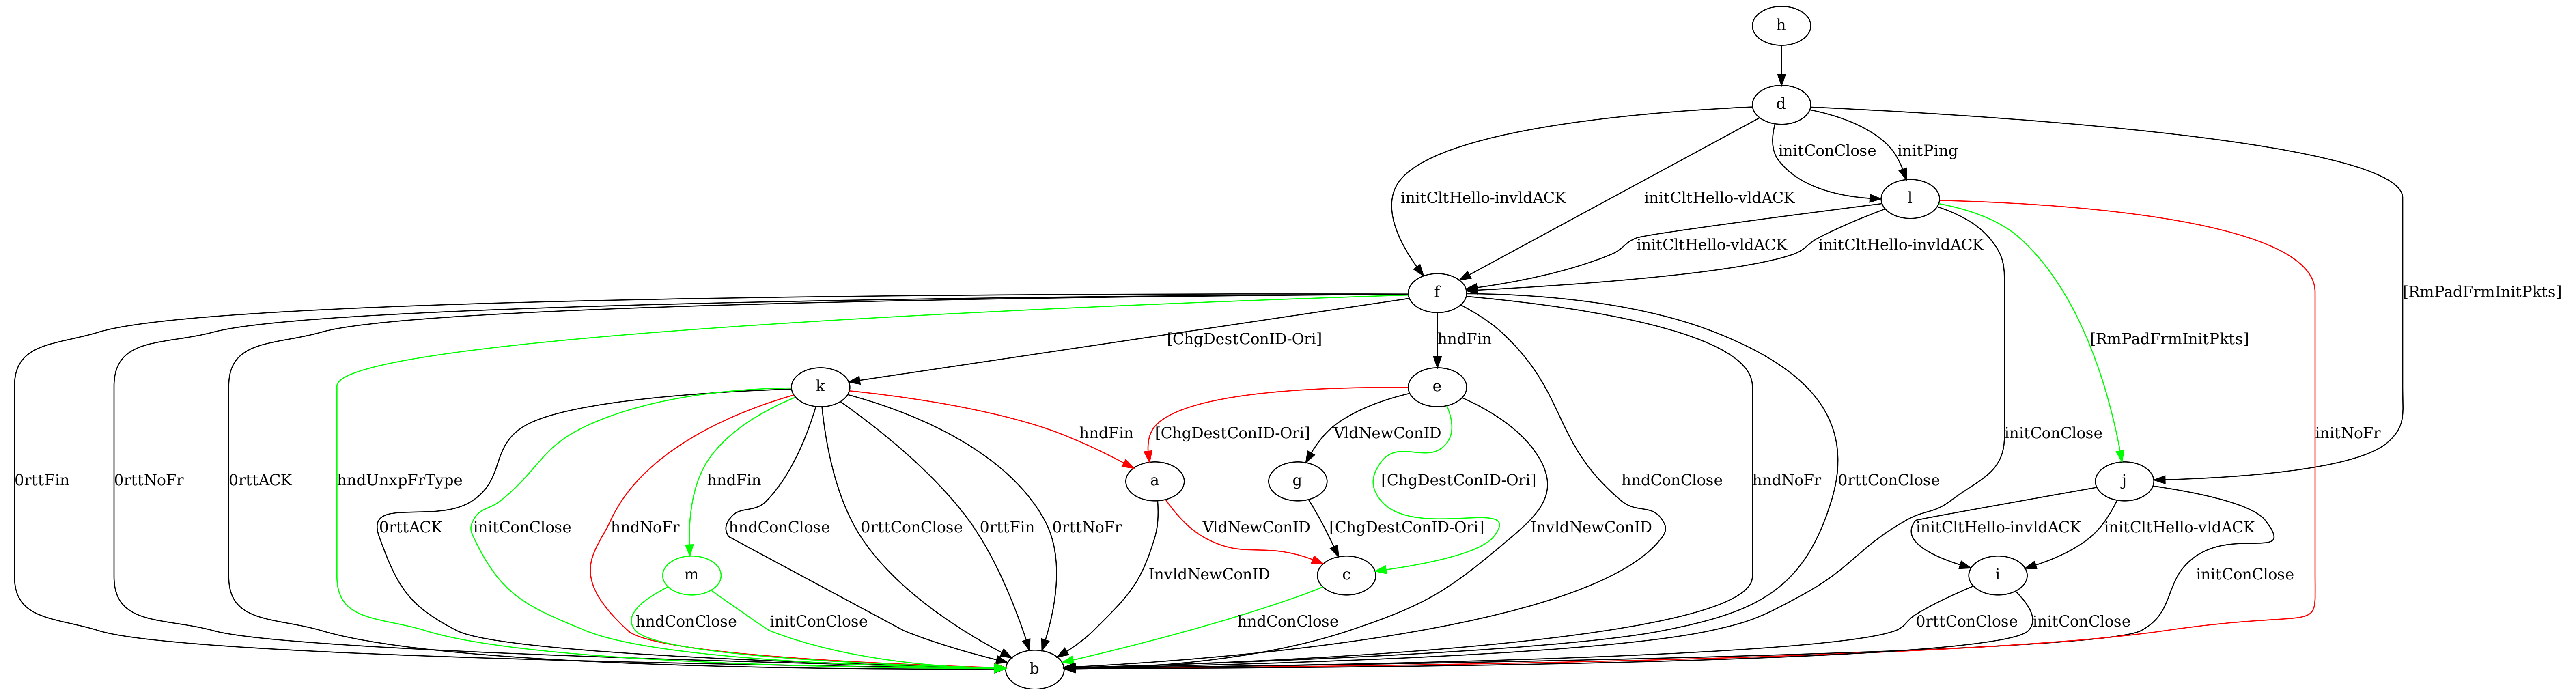 h
d
initConClose
initPing
initCltHello-invldACK
initCltHello-vldACK
l
initCltHello-vldACK
initCltHello-invldACK
f
[RmPadFrmInitPkts]
[ChgDestConID-Ori]
hndFin
[RmPadFrmInitPkts]
k
e
hndFin
[ChgDestConID-Ori]
VldNewConID
initConClose
initNoFr
0rttFin
0rttNoFr
0rttACK
hndUnxpFrType
hndFin
a
g
[ChgDestConID-Ori]
hndConClose
hndNoFr
0rttConClose
j
0rttACK
initConClose
hndNoFr
hndConClose
0rttConClose
0rttFin
0rttNoFr
VldNewConID
[ChgDestConID-Ori]
InvldNewConID
initCltHello-invldACK
initCltHello-vldACK
m
InvldNewConID
c
i
initConClose
hndConClose
initConClose
hndConClose
0rttConClose
initConClose
b